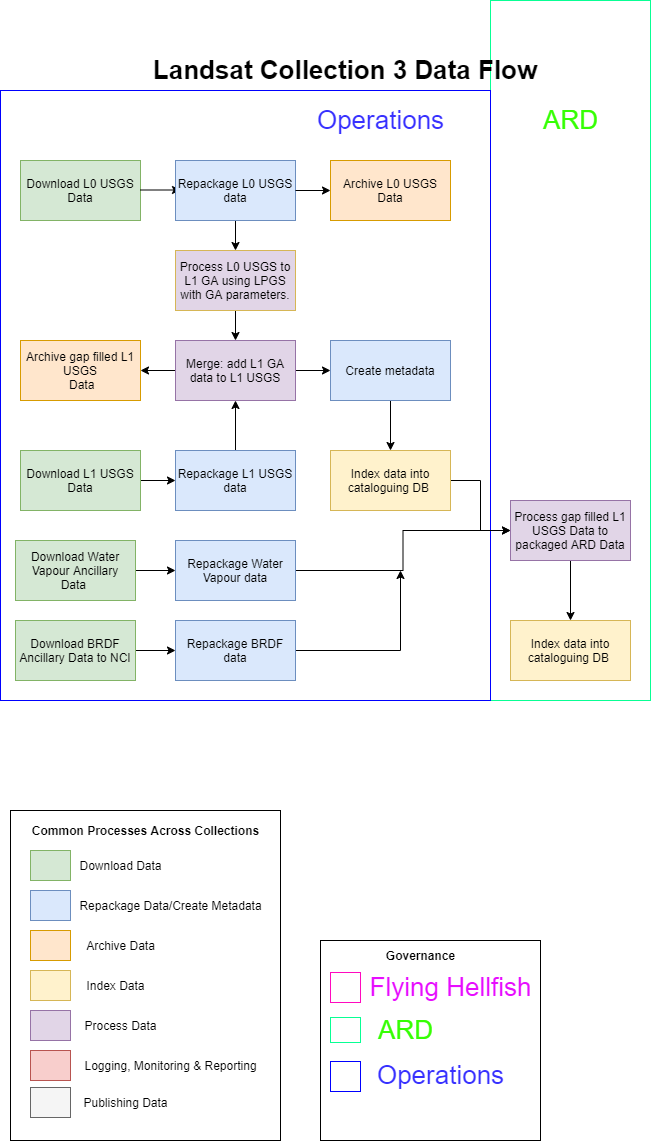 Landsat Collection 3 Data Flow
Operations
ARD
Download L0 USGS
Data
Repackage L0 USGS
data
Archive L0 USGS
Data
Process L0 USGS to
L1 GA using LPGS
with GA parameters.
Archive gap filled L1
USGS
Data
Merge: add L1 GA
data to L1 USGS
Create metadata
Download L1 USGS
Data
Repackage L1 USGS
data
Index data into
cataloguing DB
Process gap filled L1
USGS Data to
packaged ARD Data
Download Water
Vapour Ancillary
Data
Repackage Water
Vapour data
Download BRDF
Ancillary Data to NCI
Repackage BRDF
data
Index data into
cataloguing DB
Common Processes Across Collections
Download Data
Repackage Data/Create Metadata
Archive Data
Index Data
Process Data
Logging, Monitoring & Reporting
Publishing Data
Governance
Flying Hellfish
ARD
Operations